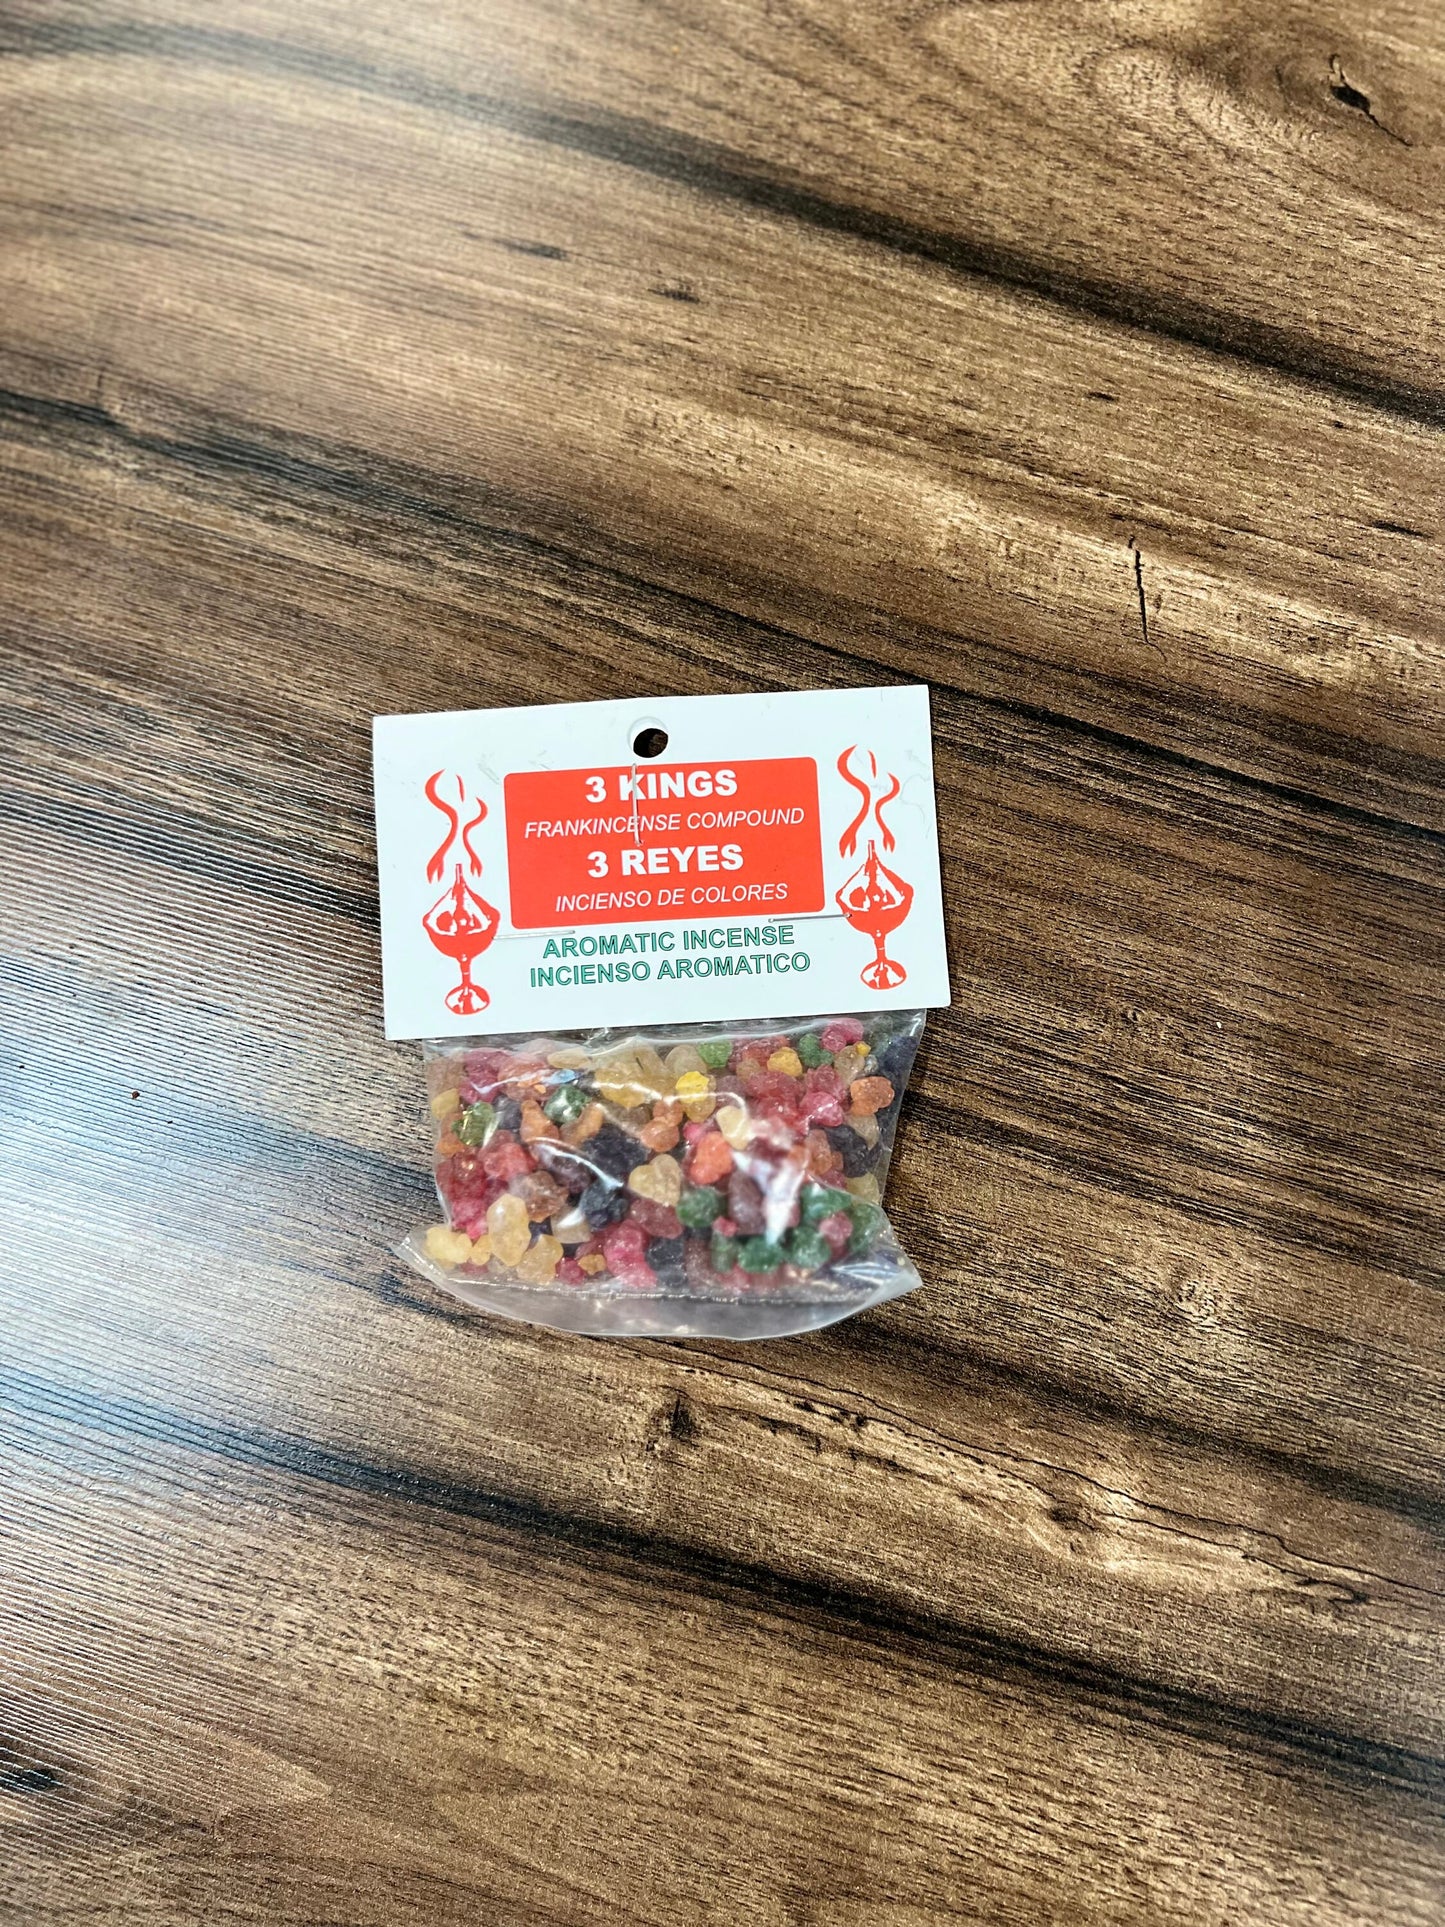 3 KINGS
FRANKINCENSE COMPOUND
3 REYES
INCIENSO DE COLORES
AROMATIC INCENSE
INCIENSO AROMATICO